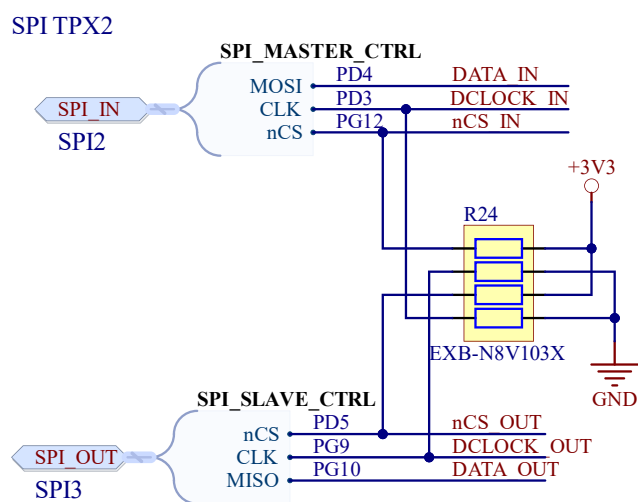 SPI TPX2
SPI_MASTER_CTRL
MOSI PD4 DATA_IN
SPI_IN CLK PD3 DCLOCK_IN
SPI2 nCS PG12 nCS_IN
+3V3
R24
EXB-N8V103X
GND
SPI_SLAVE_CTRL
nCS PD5 nCS_OUT
SPI_OUT CLK PG9 DCLOCK_OUT
SPI3 MISO PG10 DATA_OUT